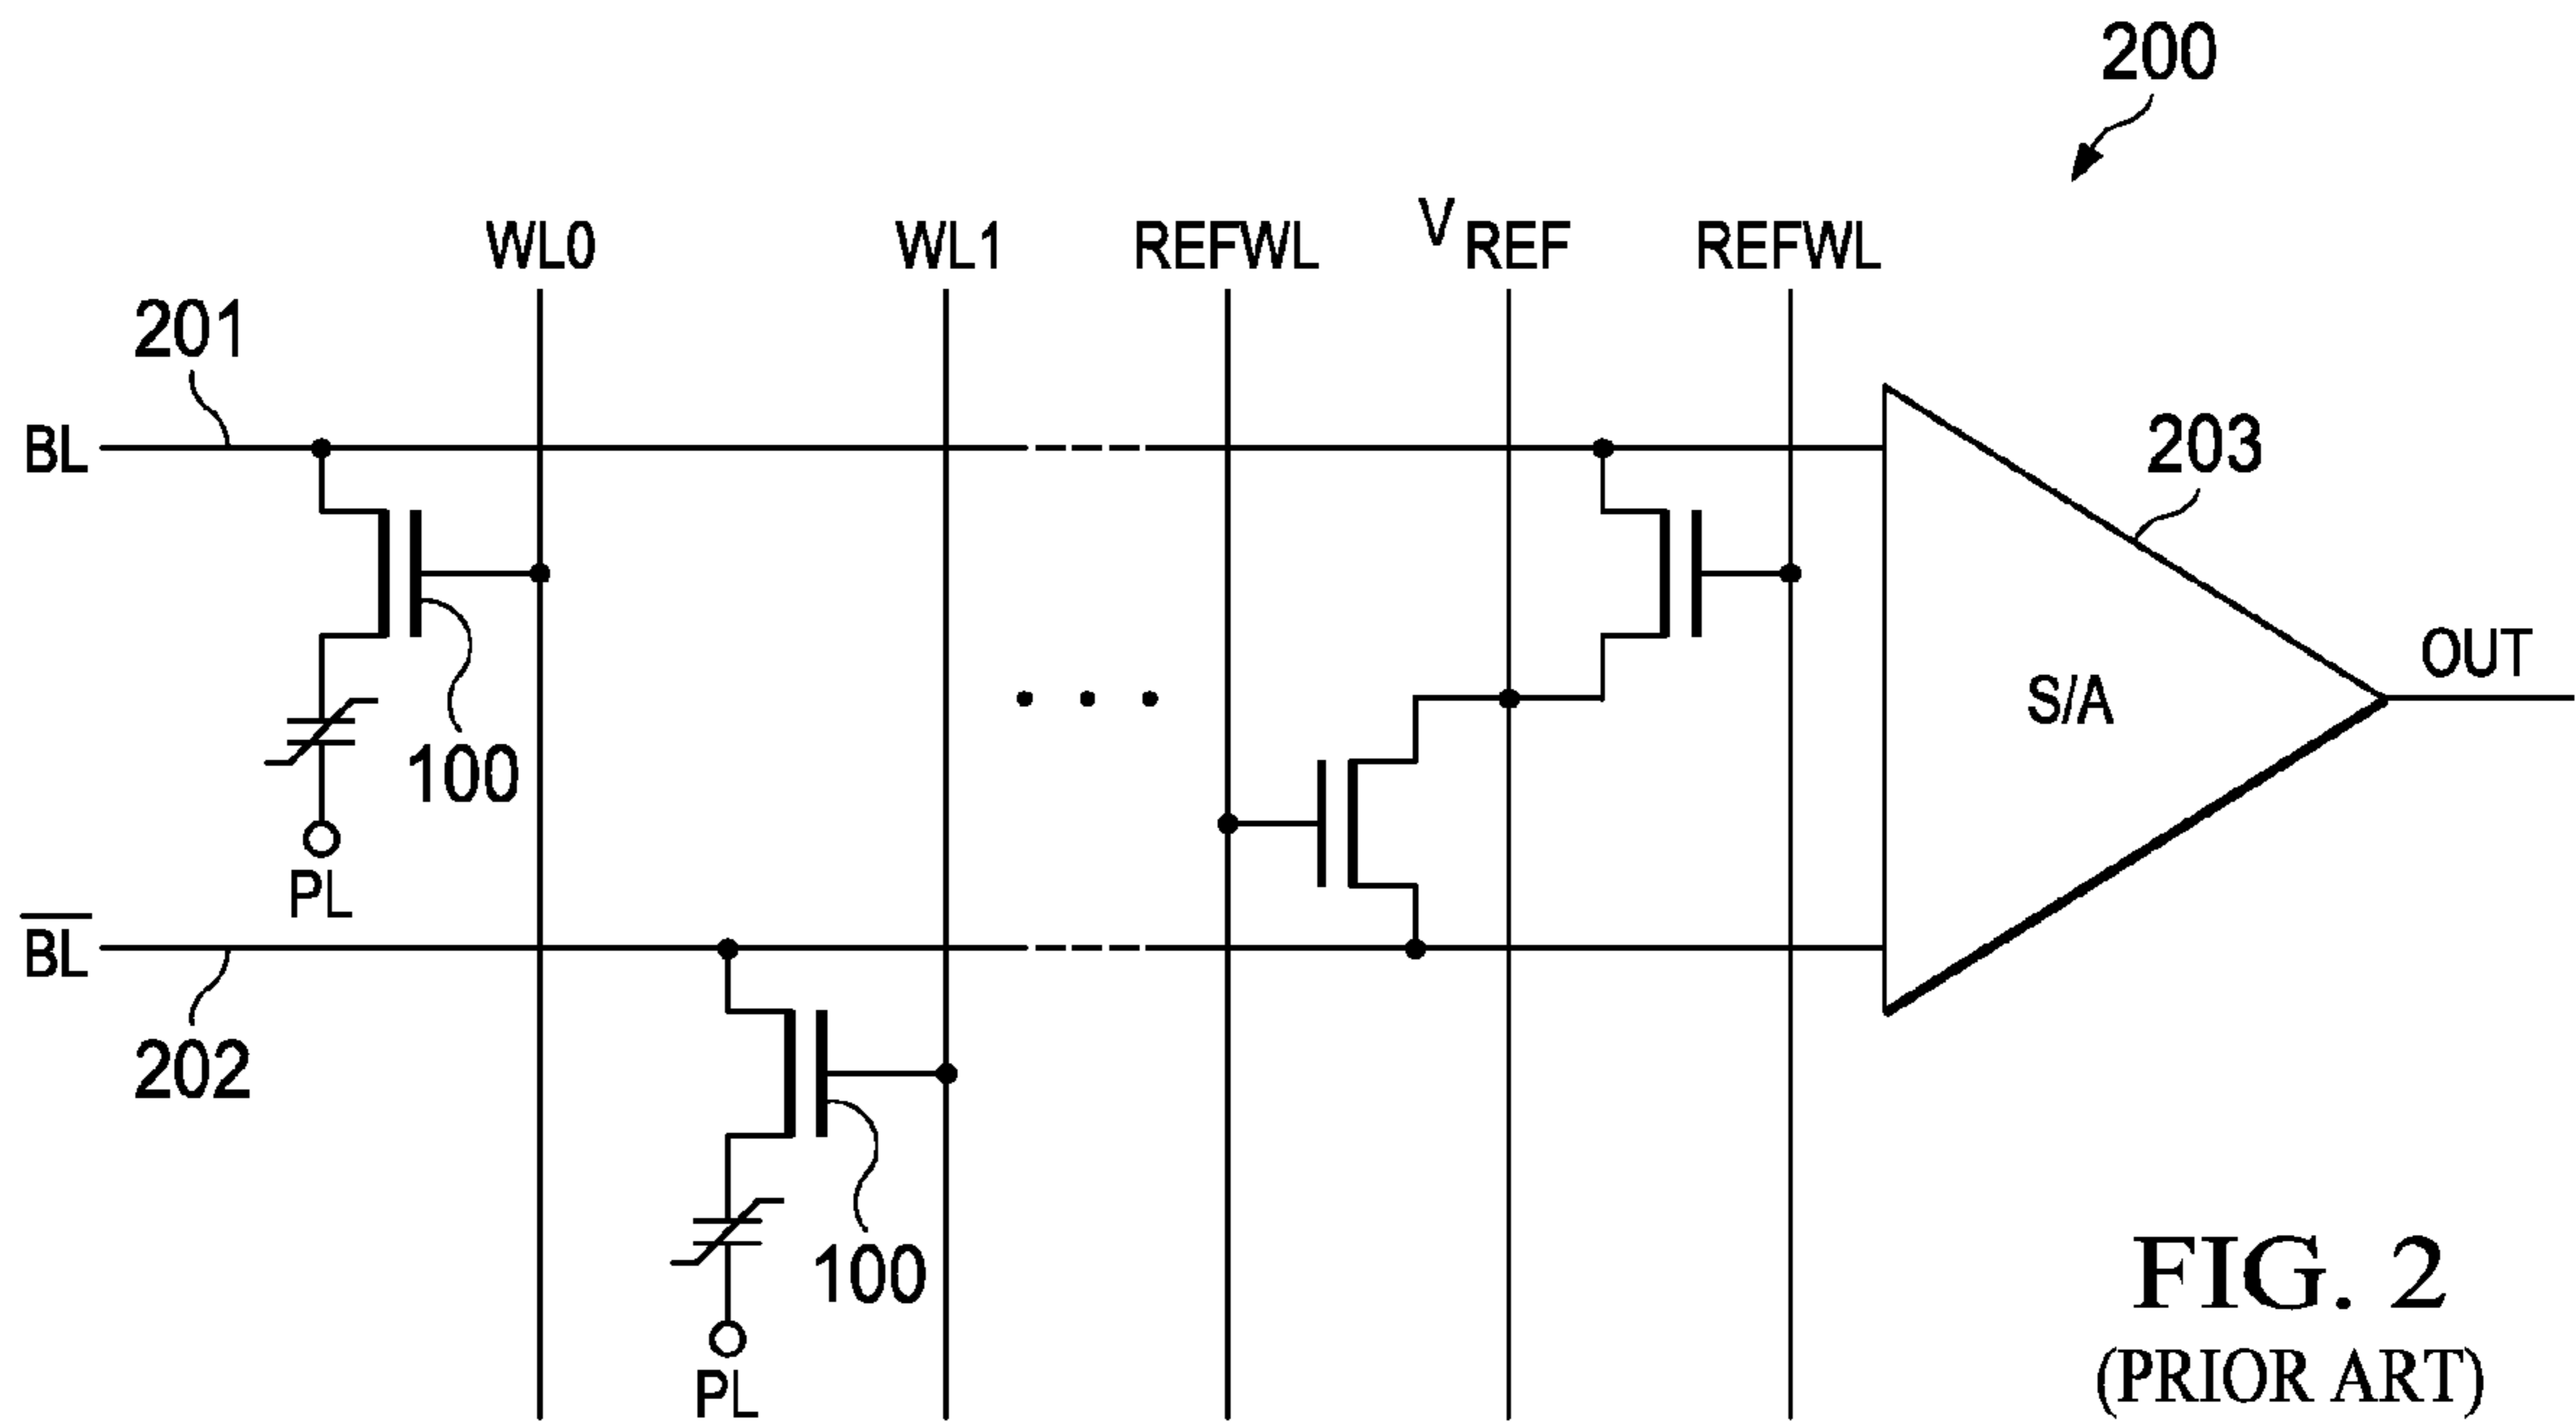 200
WL0 WL1 REFWL VREF REFWL
201
BL
203
OUT
S/A
100
PL
B̅L̅
202
100
PL
FIG. 2
(PRIOR ART)